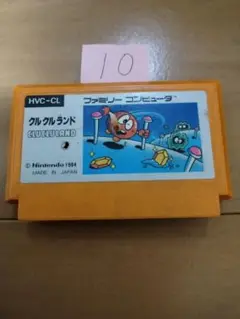 10
HVC-CL
ファミリー コンピュータ
クルクルランド
CLU CLU LAND
© Nintendo 1984
MADE IN JAPAN